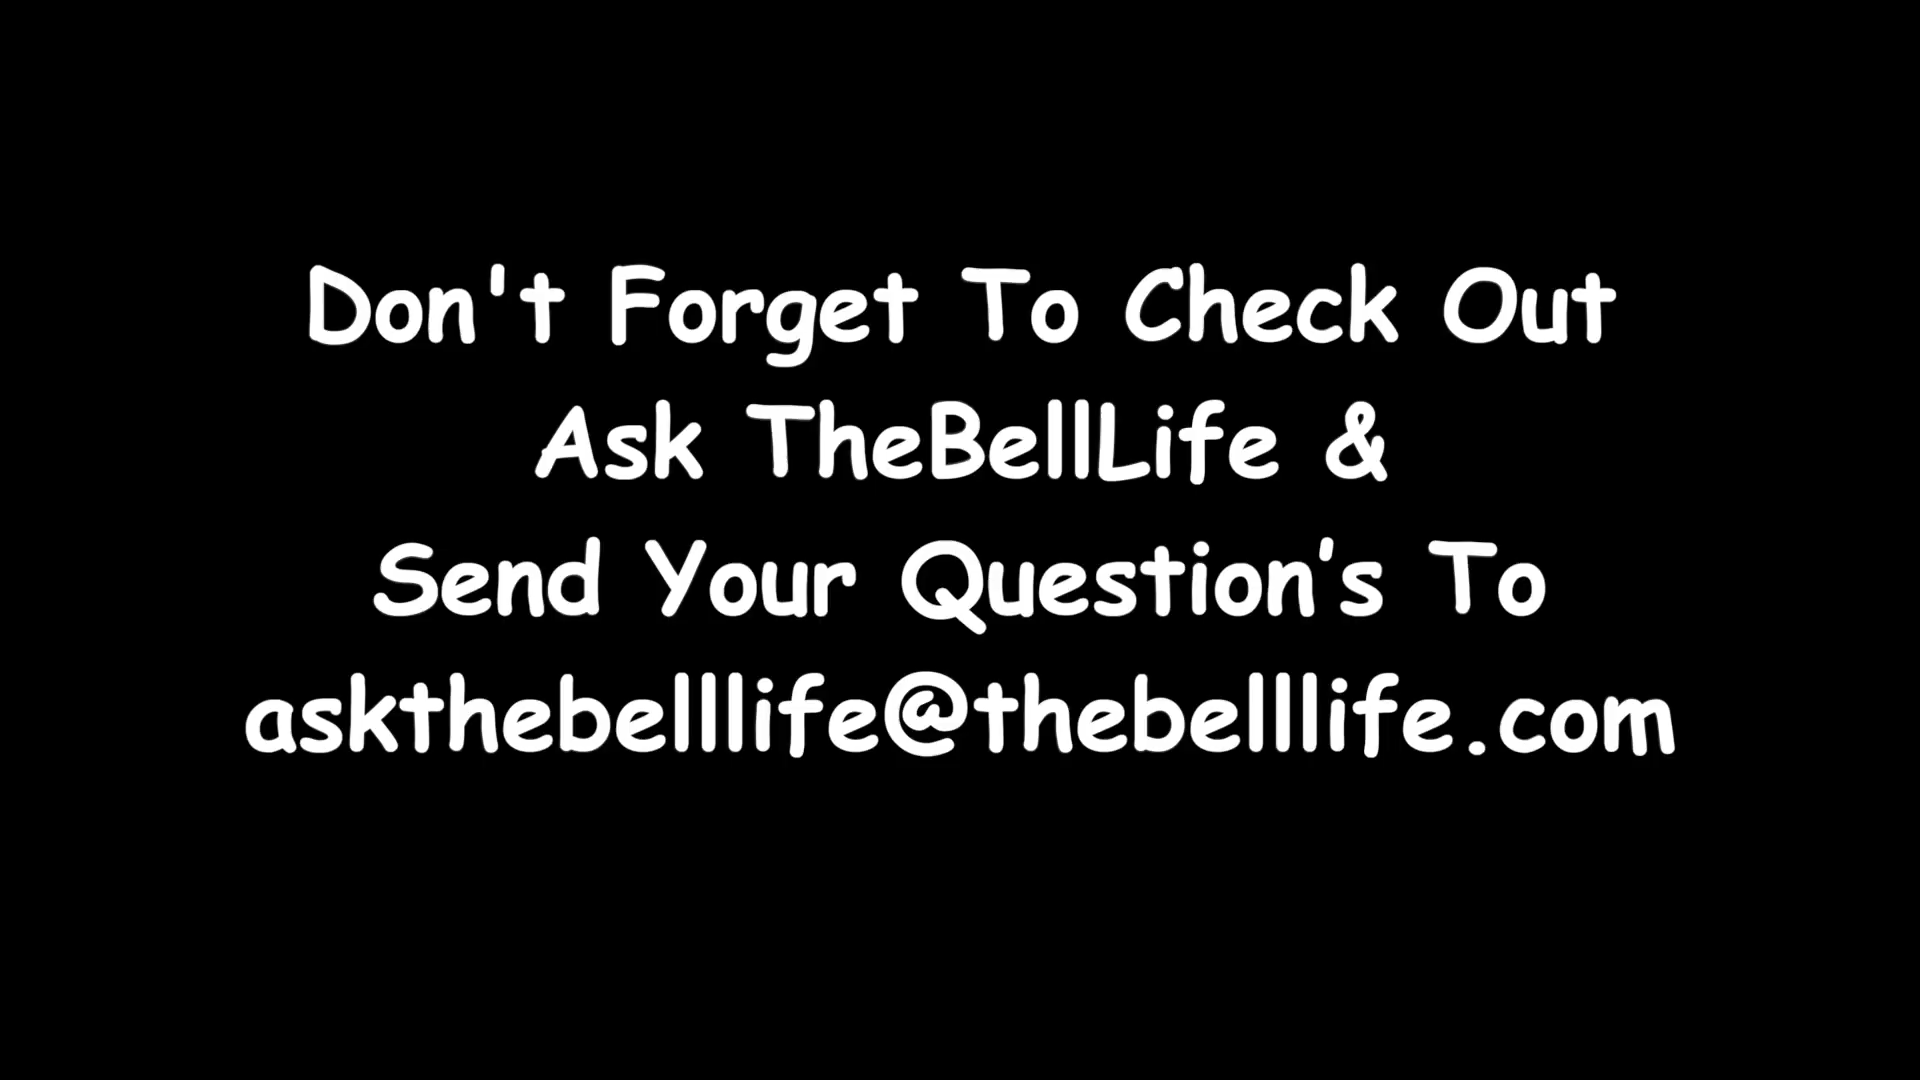 Don't Forget To Check Out
Ask TheBellLife &
Send Your Question’s To
askthebelllife@thebelllife.com